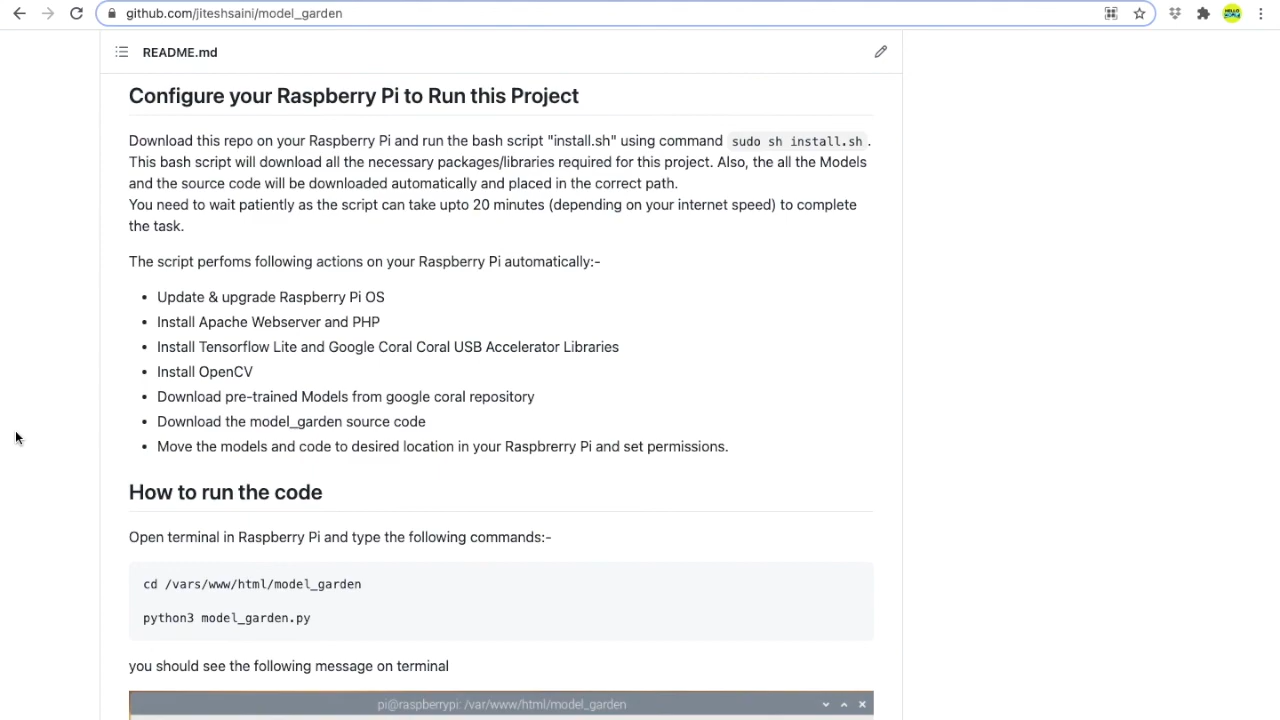 github.com/jiteshsaini/model_garden
README.md
Configure your Raspberry Pi to Run this Project
Download this repo on your Raspberry Pi and run the bash script "install.sh" using command sudo sh install.sh.
This bash script will download all the necessary packages/libraries required for this project. Also, the all the Models
and the source code will be downloaded automatically and placed in the correct path.
You need to wait patiently as the script can take upto 20 minutes (depending on your internet speed) to complete
the task.
The script perfoms following actions on your Raspberry Pi automatically:-
• Update & upgrade Raspberry Pi OS
• Install Apache Webserver and PHP
• Install Tensorflow Lite and Google Coral Coral USB Accelerator Libraries
• Install OpenCV
• Download pre-trained Models from google coral repository
• Download the model_garden source code
• Move the models and code to desired location in your Raspbrerry Pi and set permissions.
How to run the code
Open terminal in Raspberry Pi and type the following commands:-
cd /vars/www/html/model_garden
python3 model_garden.py
you should see the following message on terminal
pi@raspberrypi: /var/www/html/model_garden